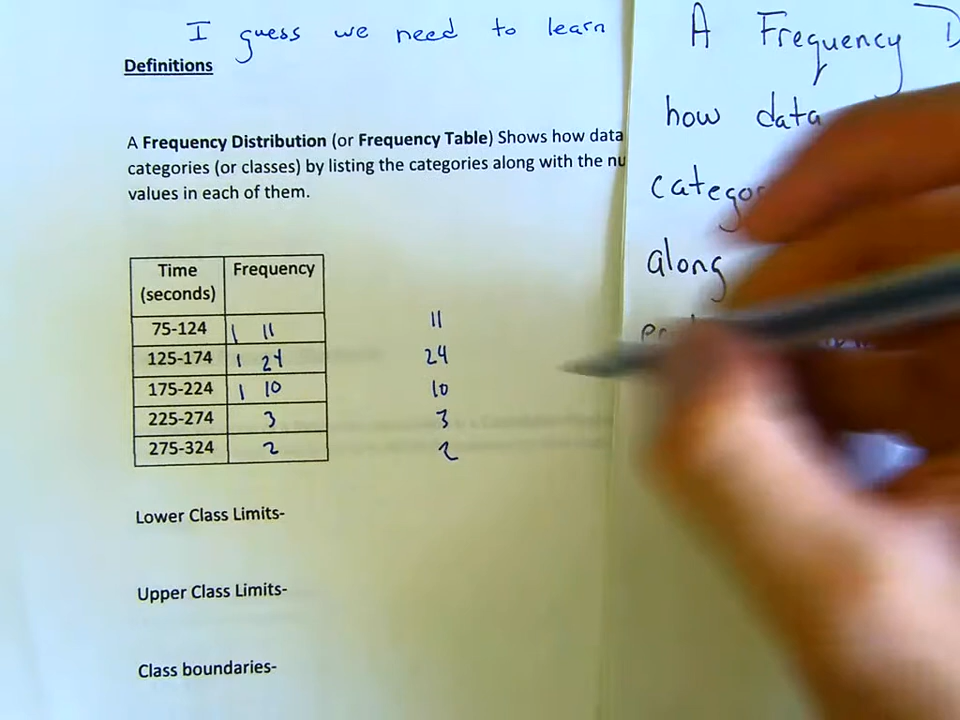 I guess we need to learn
Definitions
A Frequency Distribution (or Frequency Table) Shows how data
categories (or classes) by listing the categories along with the
values in each of them.
Time (seconds) Frequency
75-124 1 11 11
125-174 1 24 24
175-224 1 10 10
225-274 3 3
275-324 2 2
Lower Class Limits-
Upper Class Limits-
Class boundaries-
A Frequency D
how data
along